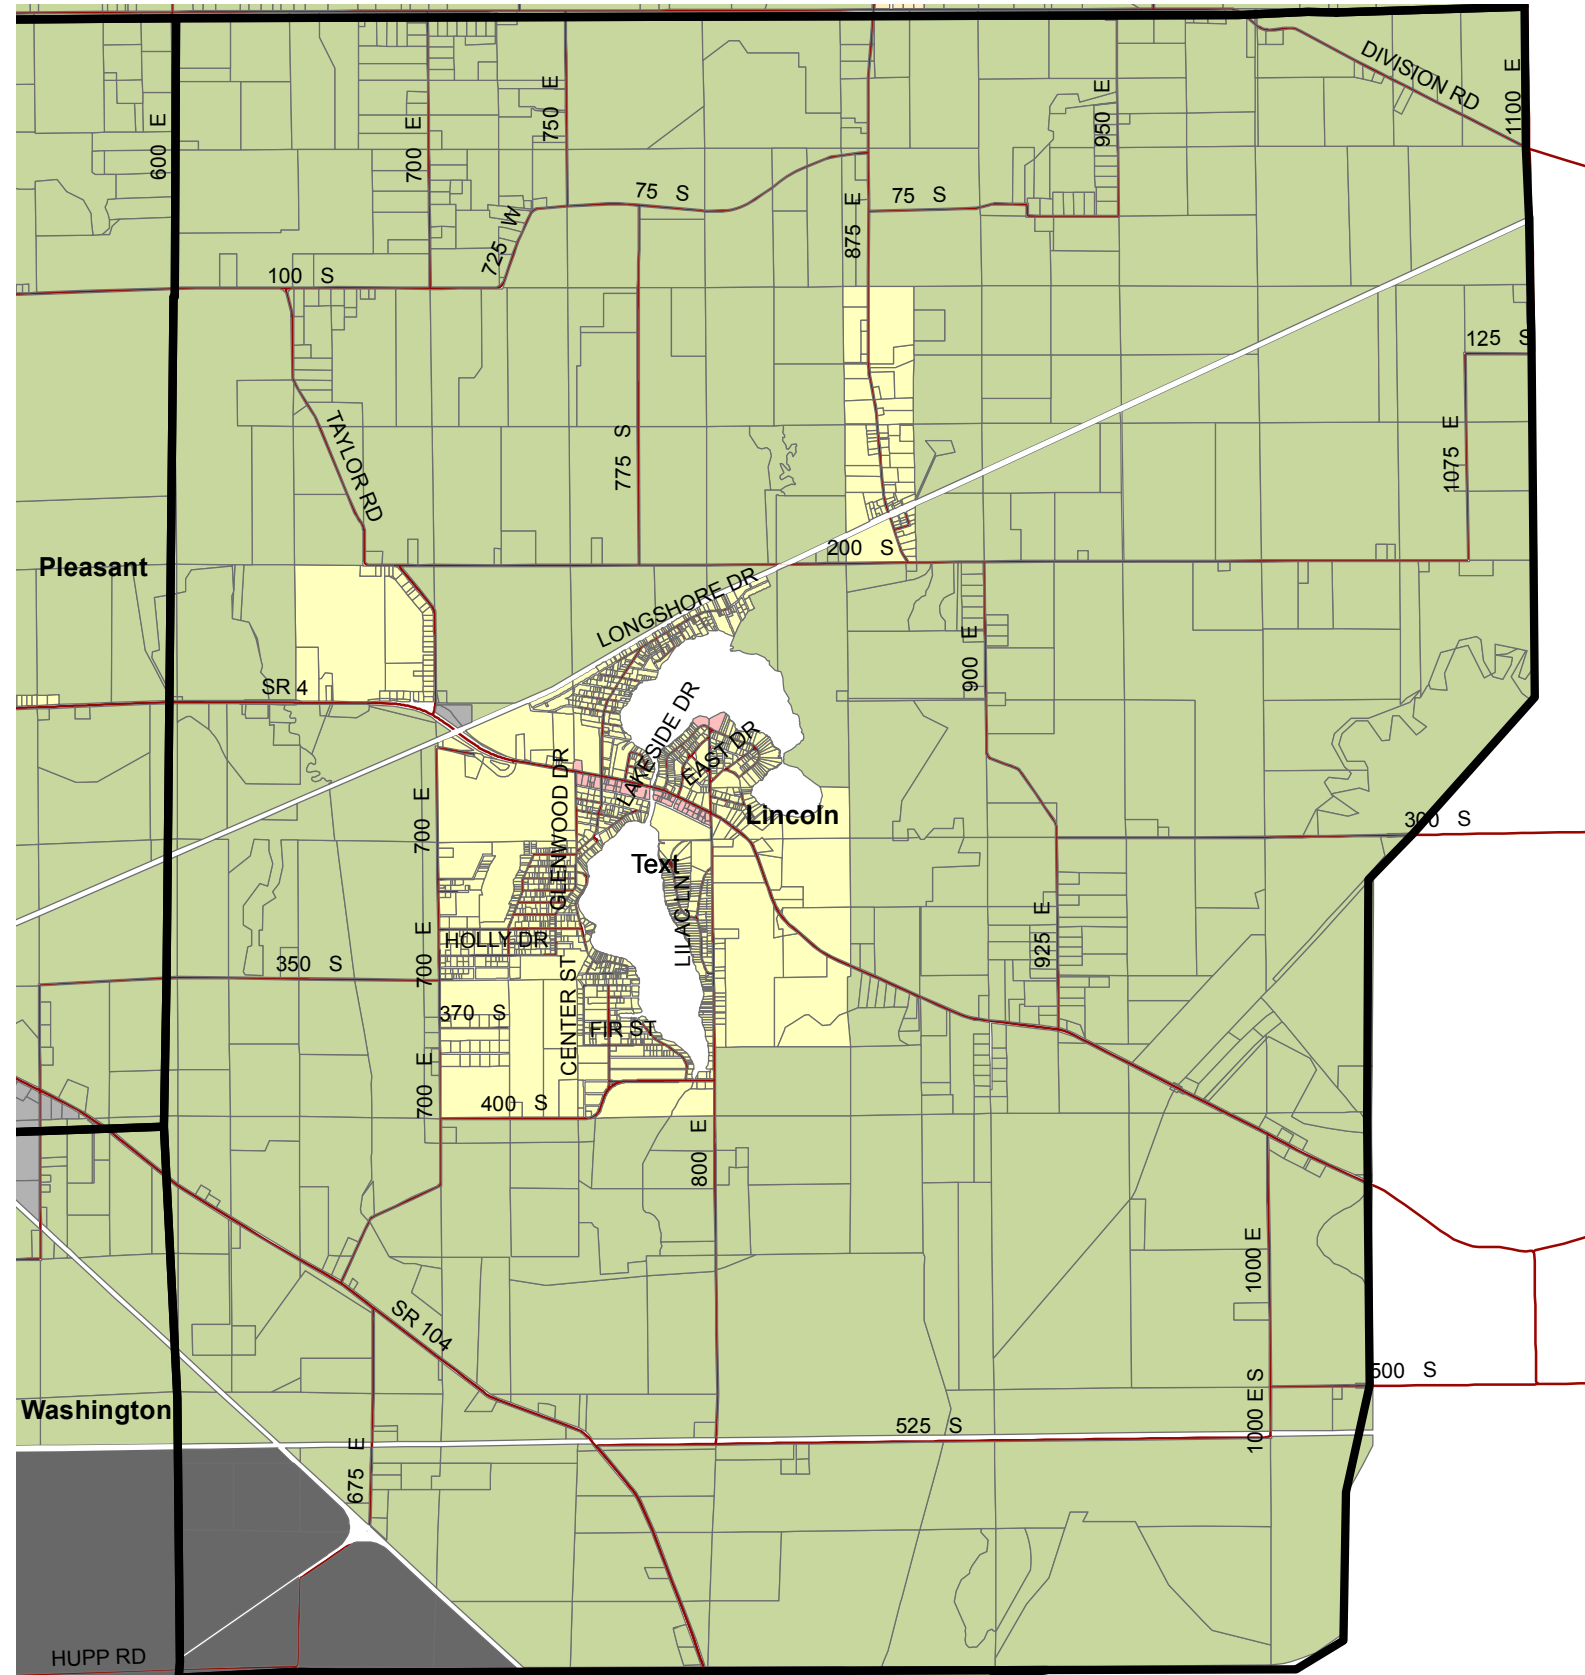 DIVISION RD
1100 E
950 E
750 E
700 E
600 E
75 S
75 S
725 W
875 E
100 S
125 S
TAYLOR RD
775 S
1075 E
200 S
Pleasant
LONGSHORE DR
900 E
SR 4
LAKESIDE DR
EAST DR
GLENWOOD DR
700 E
Lincoln
300 S
Text
LILAC LN
925 E
700 E
HOLLY DR
350 S
CENTER ST
370 S
FIR ST
700 E
400 S
800 E
1000 E
SR 104
500 S
1000 E S
Washington
525 S
675 E
HUPP RD